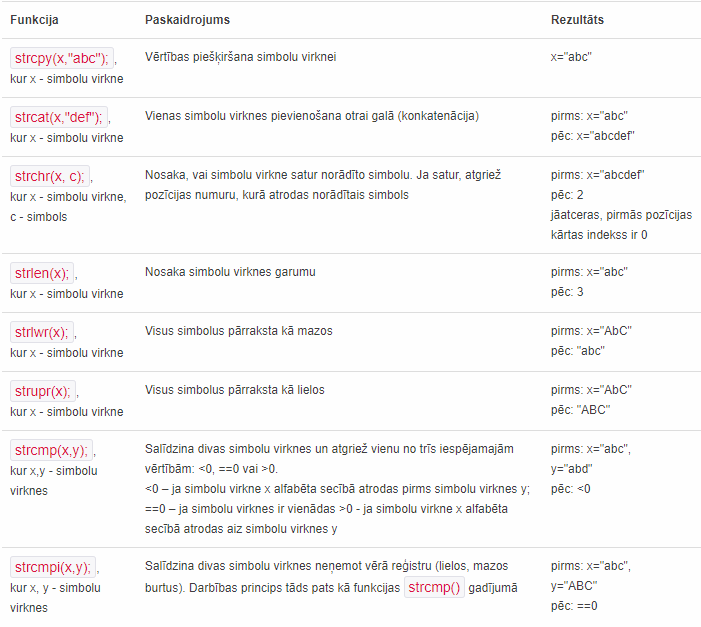 Funkcija Paskaidrojums Rezultāts
strcpy(x,"abc"); ,
kur x - simbolu virkne
Vērtības piešķiršana simbolu virknei
x="abc"
strcat(x,"def"); ,
kur x - simbolu virkne
Vienas simbolu virknes pievienošana otrai galā (konkatenācija)
pirms: x="abc"
pēc: x="abcdef"
strchr(x, c); ,
kur x - simbolu virkne,
c - simbols
Nosaka, vai simbolu virkne satur norādīto simbolu. Ja satur, atgriež
pozīcijas numuru, kurā atrodas norādītais simbols
pirms: x="abcdef"
pēc: 2
jāatceras, pirmās pozīcijas
kārtas indekss ir 0
strlen(x); ,
kur x - simbolu virkne
Nosaka simbolu virknes garumu
pirms: x="abc"
pēc: 3
strlwr(x); ,
kur x - simbolu virkne
Visus simbolus pārraksta kā mazos
pirms: x="AbC"
pēc: "abc"
strupr(x); ,
kur x - simbolu virkne
Visus simbolus pārraksta kā lielos
pirms: x="AbC"
pēc: "ABC"
strcmp(x,y); ,
kur x,y - simbolu
virknes
Salīdzina divas simbolu virknes un atgriež vienu no trīs iespējamajām
vērtībām: <0, ==0 vai >0.
<0 – ja simbolu virkne x alfabēta secībā atrodas pirms simbolu virknes y;
==0 – ja simbolu virknes ir vienādas >0 - ja simbolu virkne x alfabēta
secībā atrodas aiz simbolu virknes y
pirms: x="abc",
y="abd"
pēc: <0
strcmpi(x,y); ,
kur x, y - simbolu
virknes
Salīdzina divas simbolu virknes neņemot vērā reģistru (lielos, mazos
burtus). Darbības princips tāds pats kā funkcijas strcmp() gadījumā
pirms: x="abc",
y="ABC"
pēc: ==0